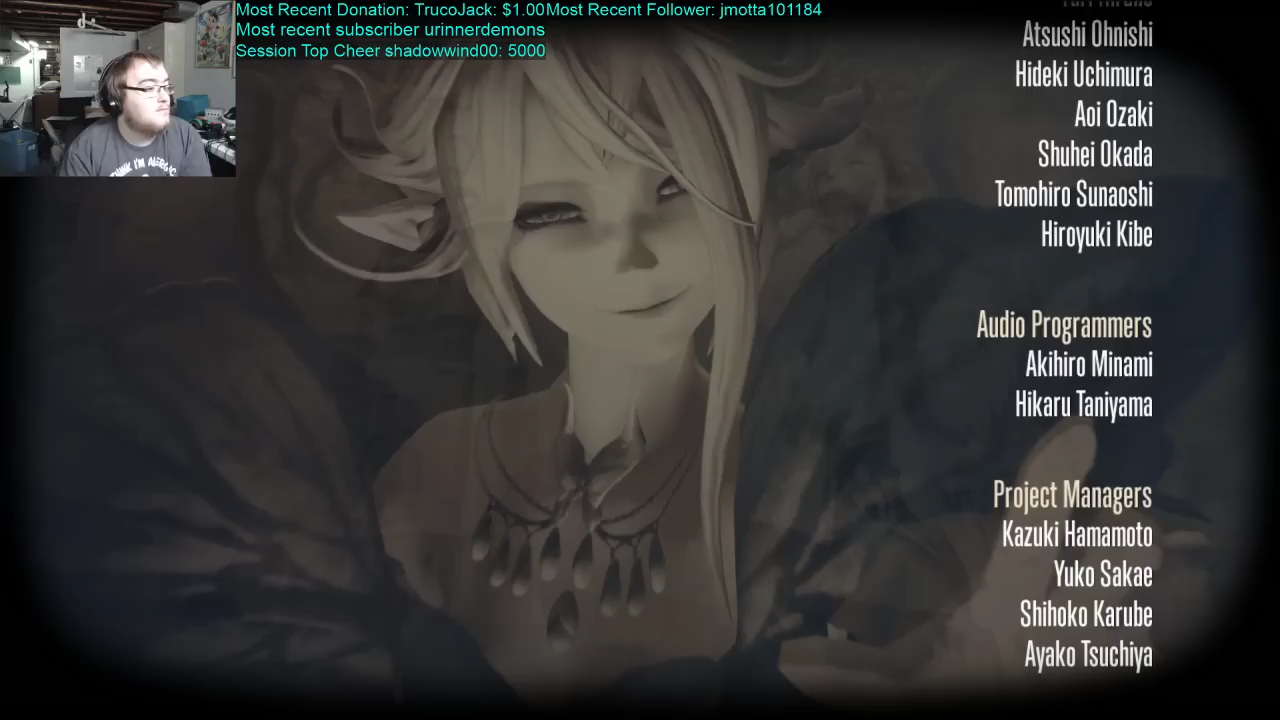 Most Recent Donation: TrucoJack: $1.00Most Recent Follower: jmotta101184
Most recent subscriber urinnerdemons
Session Top Cheer shadowwind00: 5000
Atsushi Ohnishi
Hideki Uchimura
Aoi Ozaki
Shuhei Okada
Tomohiro Sunaoshi
Hiroyuki Kibe
Audio Programmers
Akihiro Minami
Hikaru Taniyama
Project Managers
Kazuki Hamamoto
Yuko Sakae
Shihoko Karube
Ayako Tsuchiya